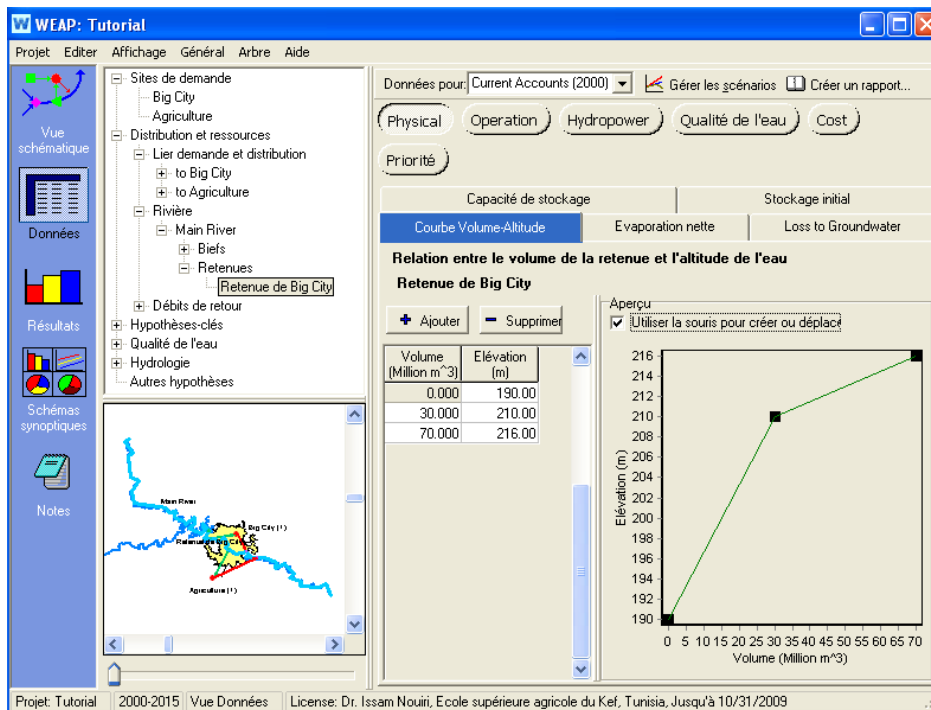 WEAP: Tutorial
Projet Editer Affichage Général Arbre Aide
Vue schématique
Données
Résultats
Schémas synoptiques
Notes
Sites de demande
Big City
Agriculture
Distribution et ressources
Lier demande et distribution
to Big City
to Agriculture
Rivière
Main River
Biefs
Retenues
Retenue de Big City
Débits de retour
Hypothèses-clés
Qualité de l'eau
Hydrologie
Autres hypothèses
Main River
Big City (1)
Retenue de Big City
Agriculture (1)
Données pour: Current Accounts (2000) Gérer les scénarios Créer un rapport...
Physical Operation Hydropower Qualité de l'eau Cost
Priorité
Capacité de stockage Stockage initial
Courbe Volume-Altitude Evaporation nette Loss to Groundwater
Relation entre le volume de la retenue et l'altitude de l'eau
Retenue de Big City
+ Ajouter - Supprimer
Volume Elévation
(Million m^3) (m)
0.000 190.00
30.000 210.00
70.000 216.00
Aperçu
Utiliser la souris pour créer ou déplace
Elévation (m)
216
214
212
210
208
206
204
202
200
198
196
194
192
190
0 5 10 15 20 25 30 35 40 45 50 55 60 65 70
Volume (Million m^3)
Projet: Tutorial 2000-2015 Vue Données License: Dr. Issam Nouiri, Ecole supérieure agricole du Kef, Tunisia, Jusqu'à 10/31/2009